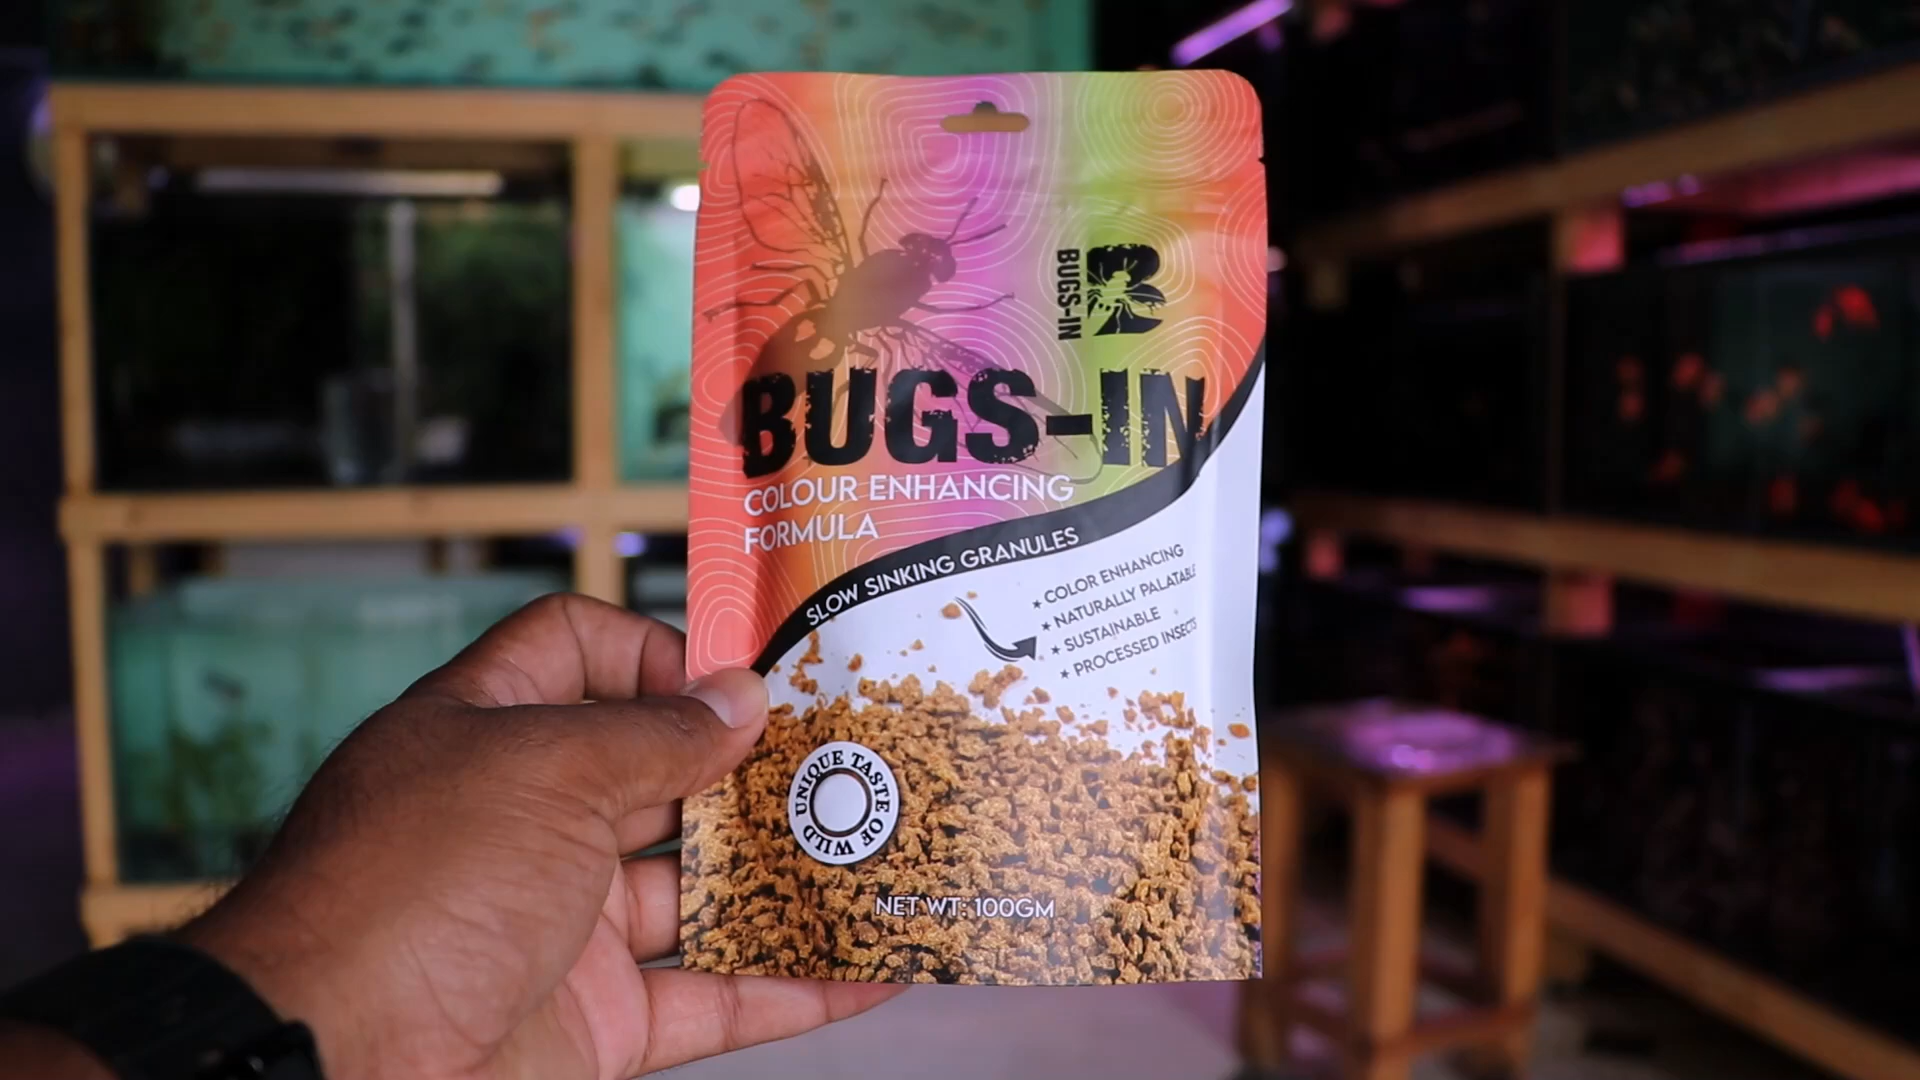 BUGS-IN
BUGS-IN
COLOUR ENHANCING
FORMULA
SLOW SINKING GRANULES
★ COLOR ENHANCING
★ NATURALLY PALATABLE
★ SUSTAINABLE
★ PROCESSED INSECTS
UNIQUE TASTE OF WILD
NET WT: 100GM